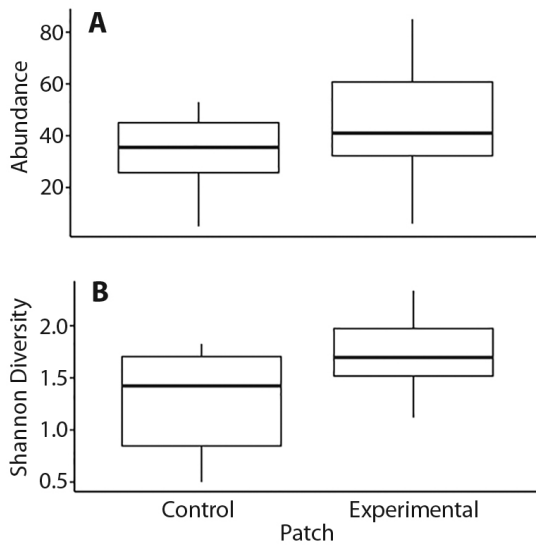 A
80
60
40
20
Abundance
B
2.0
1.5
1.0
0.5
Shannon Diversity
Control Experimental
Patch